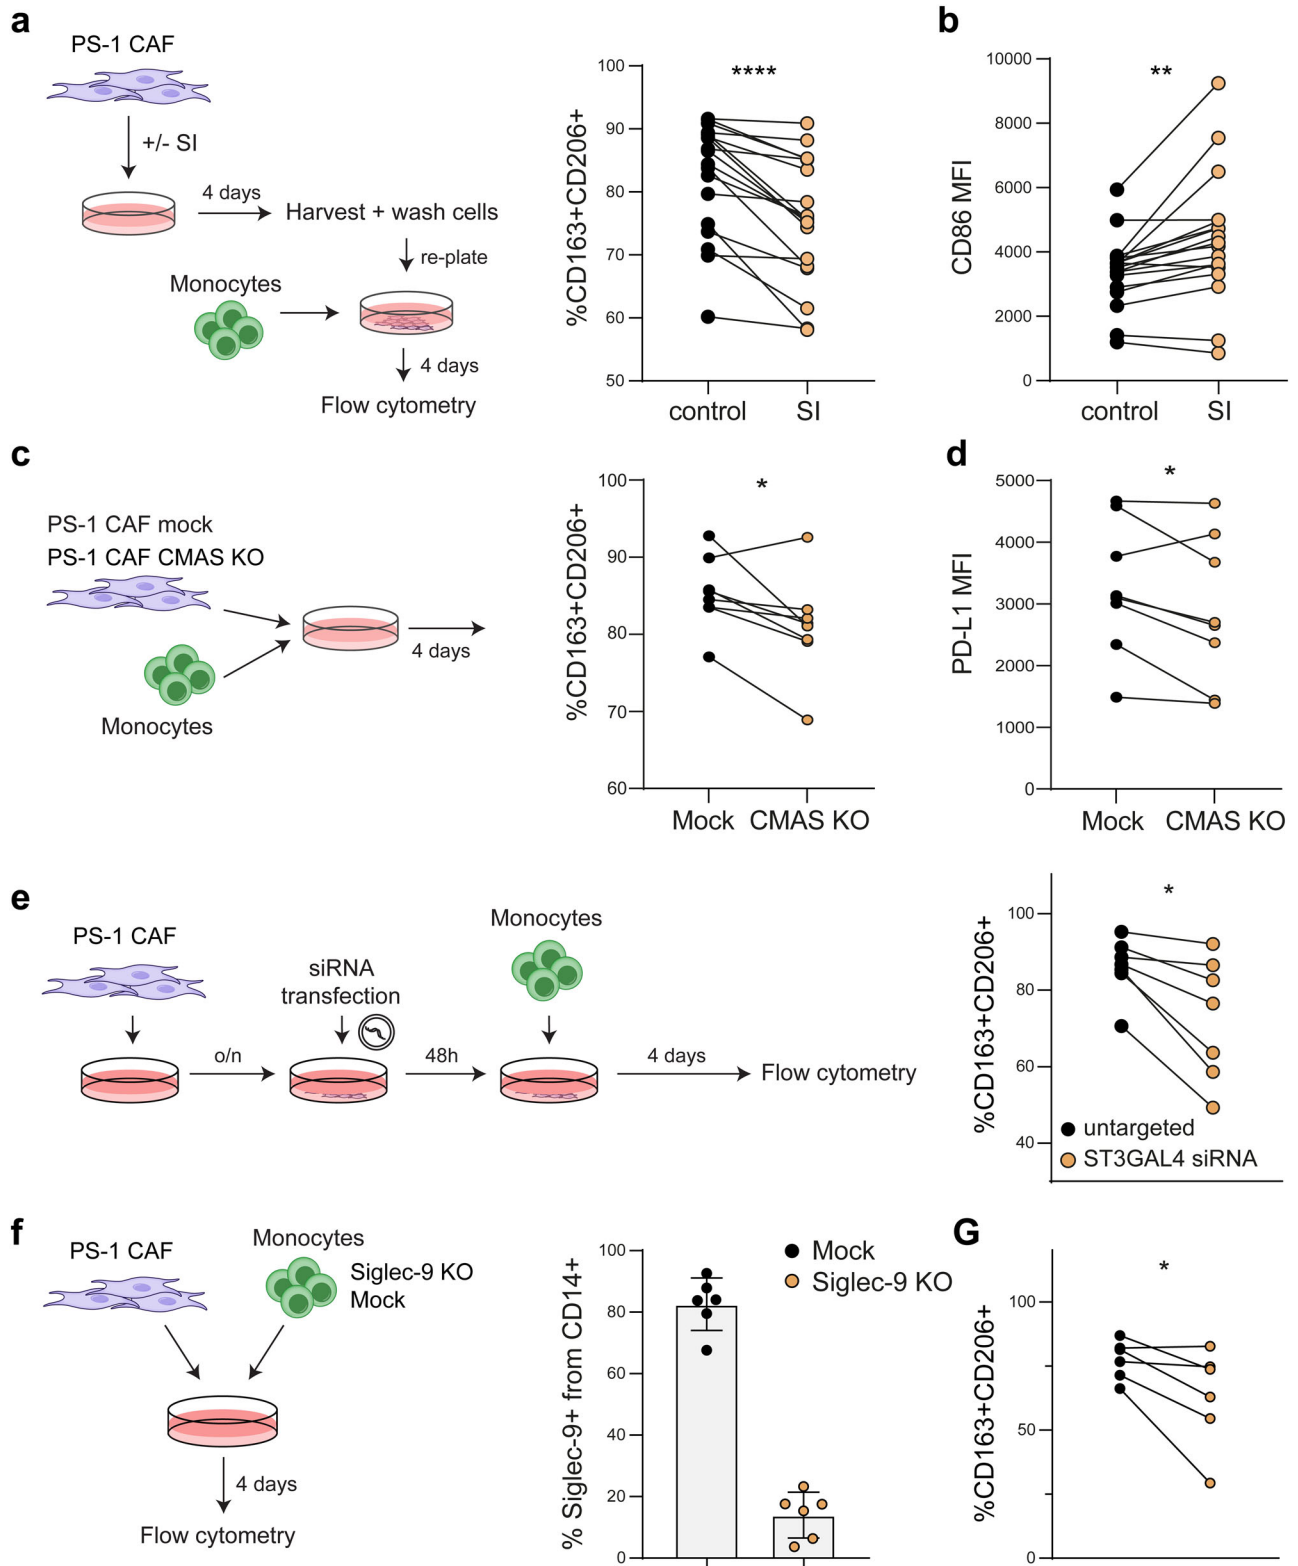 a
PS-1 CAF
+/- SI
4 days
Harvest + wash cells
re-plate
Monocytes
4 days
Flow cytometry
%CD163+CD206+
100
90
80
70
60
50
****
control
SI
b
CD86 MFI
10000
8000
6000
4000
2000
0
**
control
SI
c
PS-1 CAF mock
PS-1 CAF CMAS KO
4 days
Monocytes
%CD163+CD206+
100
90
80
70
60
*
Mock
CMAS KO
d
PD-L1 MFI
5000
4000
3000
2000
1000
0
*
Mock
CMAS KO
e
PS-1 CAF
o/n
siRNA
transfection
48h
Monocytes
4 days
Flow cytometry
%CD163+CD206+
100
80
60
40
*
untargeted
ST3GAL4 siRNA
f
PS-1 CAF
Monocytes
Siglec-9 KO
Mock
4 days
Flow cytometry
% Siglec-9+ from CD14+
100
80
60
40
20
0
Mock
Siglec-9 KO
G
%CD163+CD206+
100
50
0
*